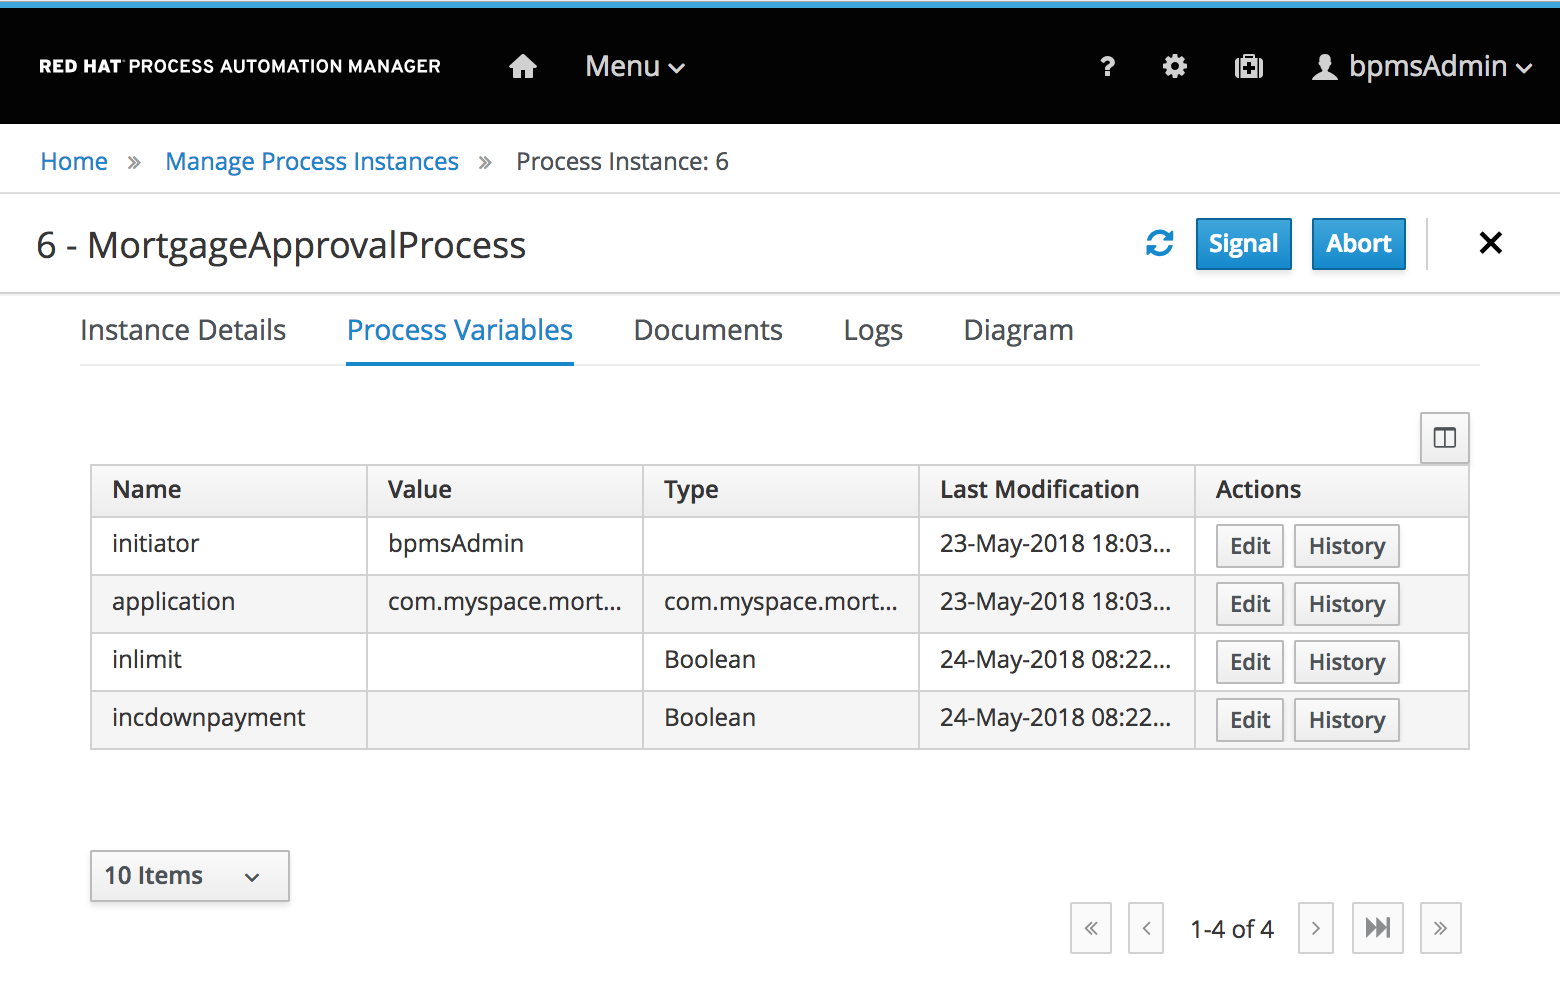 RED HAT PROCESS AUTOMATION MANAGER Menu ? bpmsAdmin
Home » Manage Process Instances » Process Instance: 6
6 - MortgageApprovalProcess Signal Abort
Instance Details Process Variables Documents Logs Diagram
Name Value Type Last Modification Actions
initiator bpmsAdmin 23-May-2018 18:03... Edit History
application com.myspace.mort... com.myspace.mort... 23-May-2018 18:03... Edit History
inlimit Boolean 24-May-2018 08:22... Edit History
incdownpayment Boolean 24-May-2018 08:22... Edit History
10 Items
« ‹ 1-4 of 4 › »